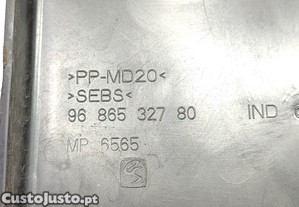 >PP-MD20<
>SEBS<
96 865 327 80 IND
MP 6565
CustoJusto.pt